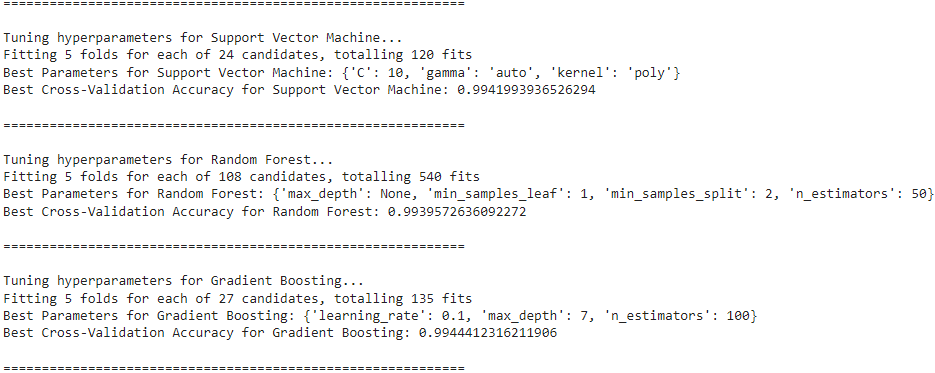 ============================================================
Tuning hyperparameters for Support Vector Machine...
Fitting 5 folds for each of 24 candidates, totalling 120 fits
Best Parameters for Support Vector Machine: {'C': 10, 'gamma': 'auto', 'kernel': 'poly'}
Best Cross-Validation Accuracy for Support Vector Machine: 0.9941993936526294
============================================================
Tuning hyperparameters for Random Forest...
Fitting 5 folds for each of 108 candidates, totalling 540 fits
Best Parameters for Random Forest: {'max_depth': None, 'min_samples_leaf': 1, 'min_samples_split': 2, 'n_estimators': 50}
Best Cross-Validation Accuracy for Random Forest: 0.9939572636092272
============================================================
Tuning hyperparameters for Gradient Boosting...
Fitting 5 folds for each of 27 candidates, totalling 135 fits
Best Parameters for Gradient Boosting: {'learning_rate': 0.1, 'max_depth': 7, 'n_estimators': 100}
Best Cross-Validation Accuracy for Gradient Boosting: 0.9944412316211906
============================================================